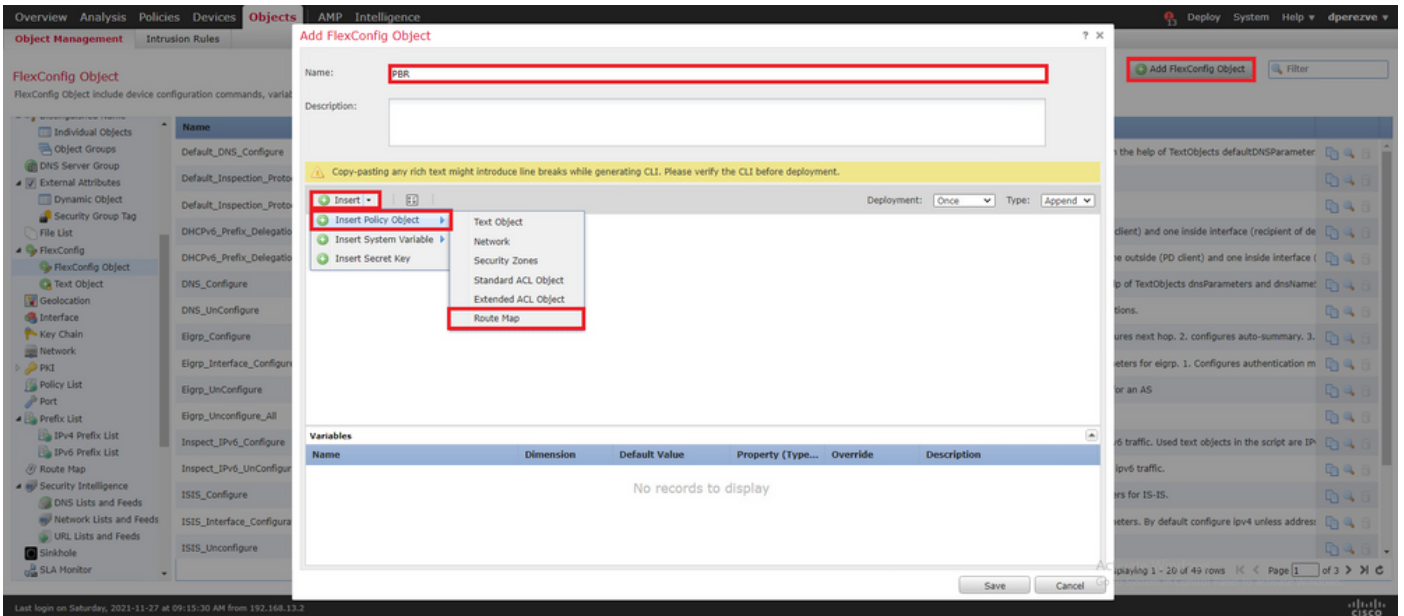 Overview Analysis Policies Devices Objects AMP Intelligence
13 Deploy System Help dperezve
Object Management Intrusion Rules
FlexConfig Object
FlexConfig Object include device configuration commands, variab
Add FlexConfig Object
Filter
Individual Objects
Object Groups
DNS Server Group
External Attributes
Dynamic Object
Security Group Tag
File List
FlexConfig
FlexConfig Object
Text Object
Geolocation
Interface
Key Chain
Network
PKI
Policy List
Port
Prefix List
IPv4 Prefix List
IPv6 Prefix List
Route Map
Security Intelligence
DNS Lists and Feeds
Network Lists and Feeds
URL Lists and Feeds
Sinkhole
SLA Monitor
Name
Default_DNS_Configure
Default_Inspection_Proto
Default_Inspection_Proto
DHCPv6_Prefix_Delegatio
DHCPv6_Prefix_Delegatio
DNS_Configure
DNS_UnConfigure
Eigrp_Configure
Eigrp_Interface_Configur
Eigrp_UnConfigure
Eigrp_Unconfigure_All
Inspect_IPv6_Configure
Inspect_IPv6_UnConfigur
ISIS_Configure
ISIS_Interface_Configura
ISIS_Unconfigure
Add FlexConfig Object
? x
Name:
PBR
Description:
Copy-pasting any rich text might introduce line breaks while generating CLI. Please verify the CLI before deployment.
Insert
Deployment: Once Type: Append
Insert Policy Object
Insert System Variable
Insert Secret Key
Text Object
Network
Security Zones
Standard ACL Object
Extended ACL Object
Route Map
Variables
Name Dimension Default Value Property (Type... Override Description
No records to display
Save Cancel
the help of TextObjects defaultDNSParameter
client) and one inside interface (recipient of de
e outside (PD client) and one inside interface (
p of TextObjects dnsParameters and dnsName
tions.
ures next hop. 2. configures auto-summary. 3.
eters for eigrp. 1. Configures authentication m
or an AS
v6 traffic. Used text objects in the script are IPv
ipv6 traffic.
ers for IS-IS.
eters. By default configure ipv4 unless address
splaying 1 - 20 of 49 rows Page 1 of 3
Last login on Saturday, 2021-11-27 at 09:15:30 AM from 192.168.13.2
CISCO